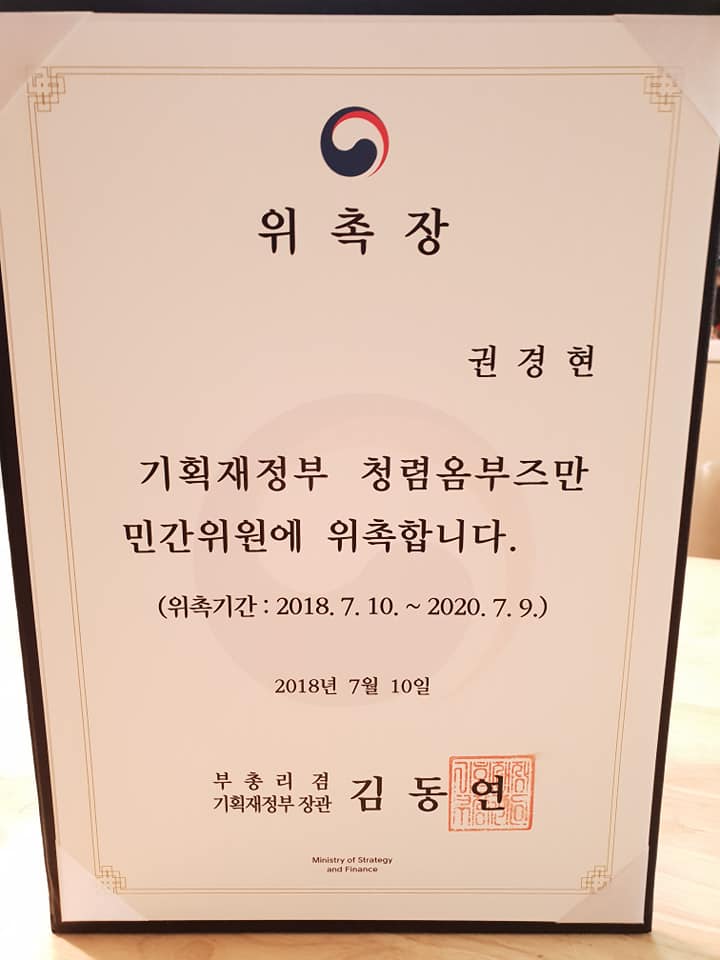 위 촉 장
권 경 현
기획재정부 청렴옴부즈만
민간위원에 위촉합니다.
(위촉기간 : 2018. 7. 10. ~ 2020. 7. 9.)
2018년 7월 10일
부 총 리 겸
기획재정부 장관 김 동 연
Ministry of Strategy
and Finance